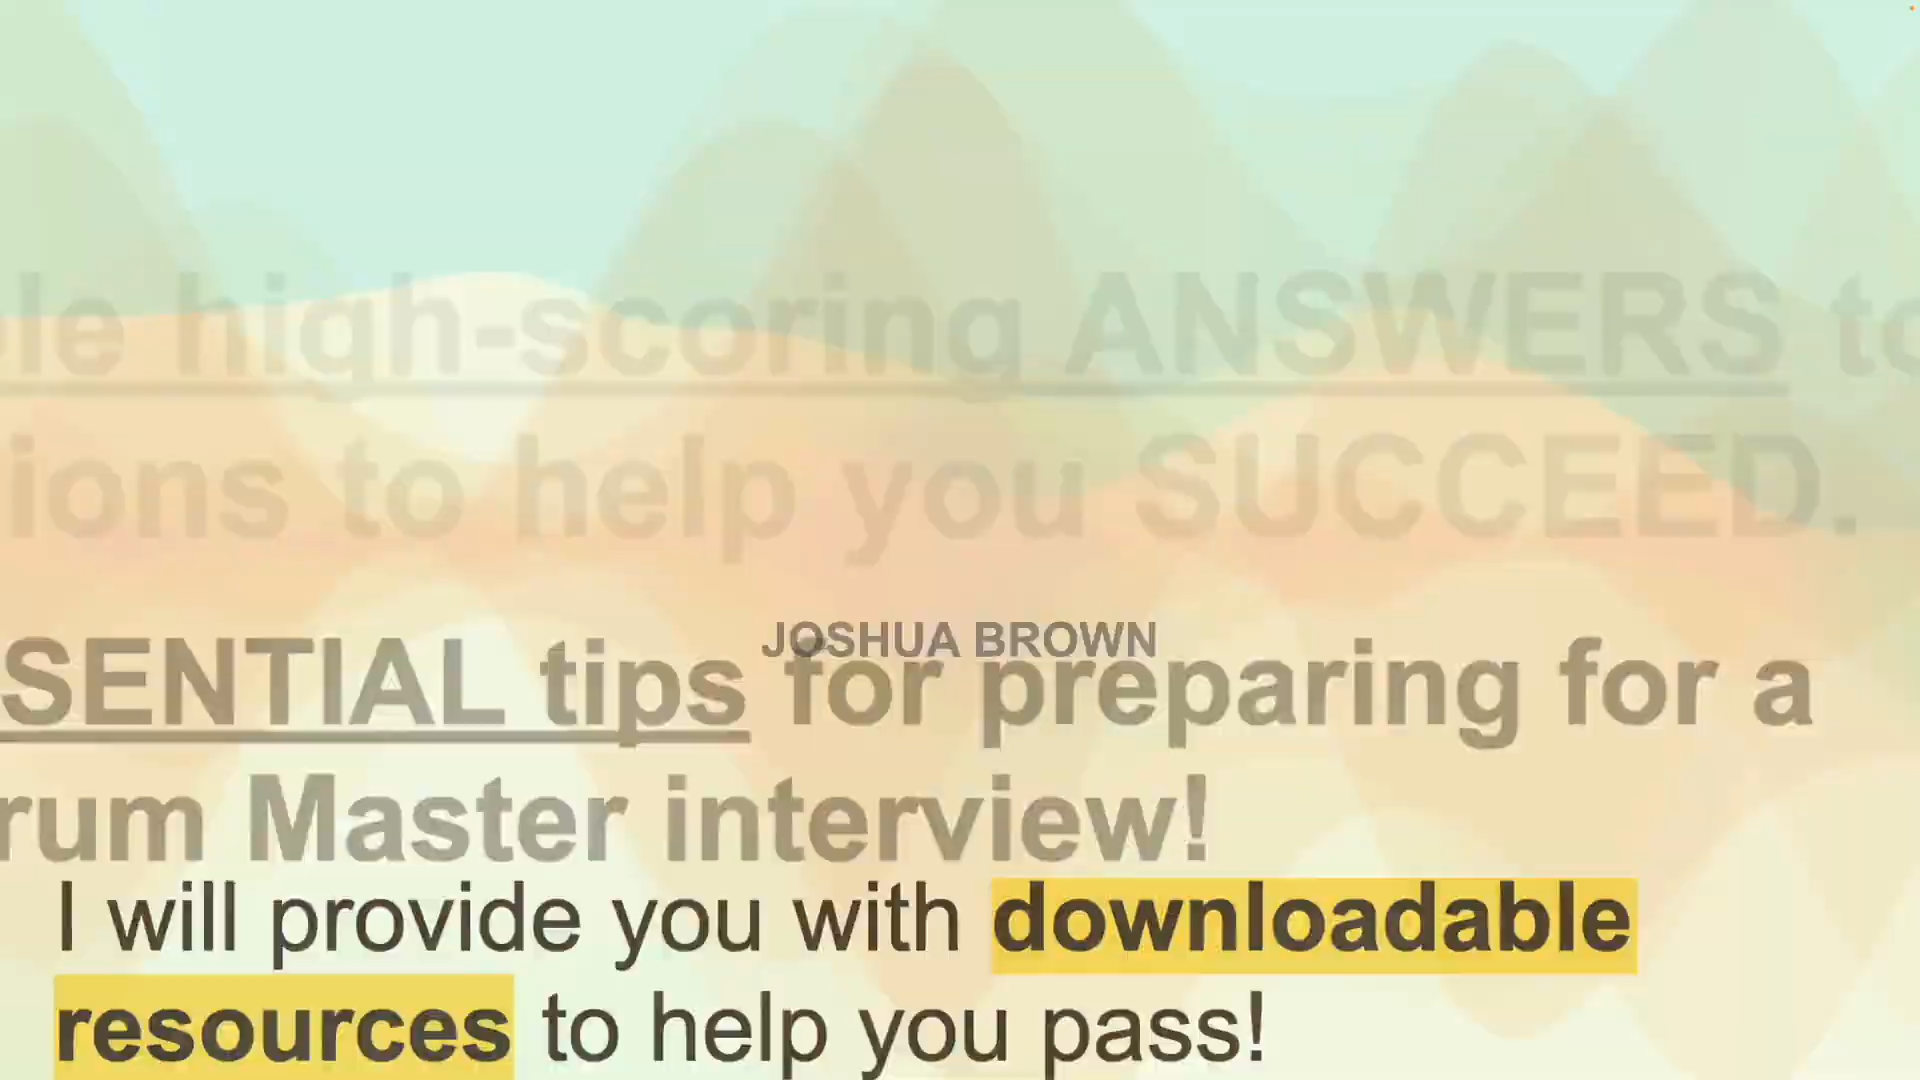 le high-scoring ANSWERS to
ions to help you SUCCEED.
JOSHUA BROWN
SENTIAL tips for preparing for a
rum Master interview!
I will provide you with downloadable
resources to help you pass!